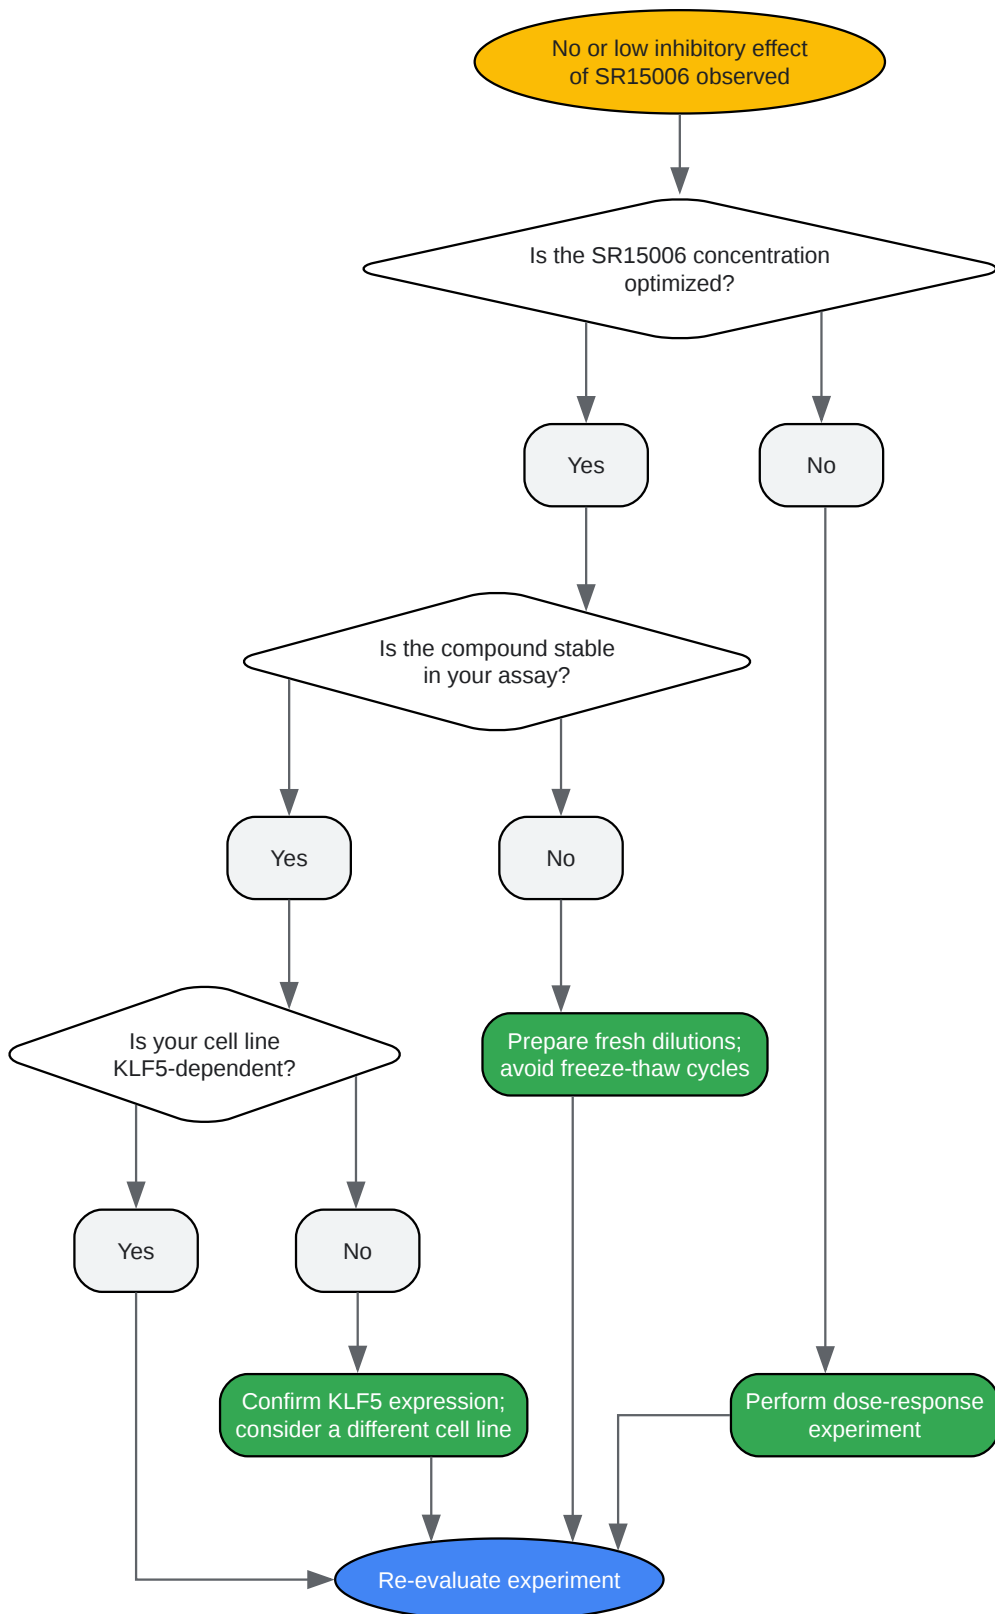 No or low inhibitory effect
of SR15006 observed
Is the SR15006 concentration
optimized?
Yes
No
Is the compound stable
in your assay?
Yes
No
Is your cell line
KLF5-dependent?
Prepare fresh dilutions;
avoid freeze-thaw cycles
Yes
No
Confirm KLF5 expression;
consider a different cell line
Perform dose-response
experiment
Re-evaluate experiment